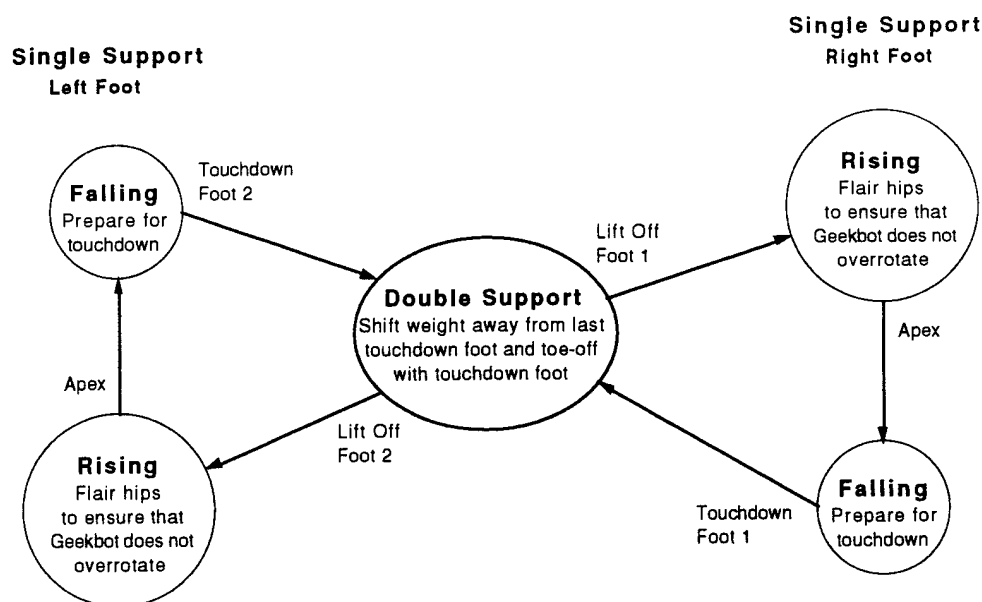 Single Support
Left Foot
Single Support
Right Foot
Falling
Prepare for
touchdown
Touchdown
Foot 2
Rising
Flair hips
to ensure that
Geekbot does not
overrotate
Lift Off
Foot 1
Double Support
Shift weight away from last
touchdown foot and toe-off
with touchdown foot
Apex
Apex
Lift Off
Foot 2
Rising
Flair hips
to ensure that
Geekbot does not
overrotate
Touchdown
Foot 1
Falling
Prepare for
touchdown